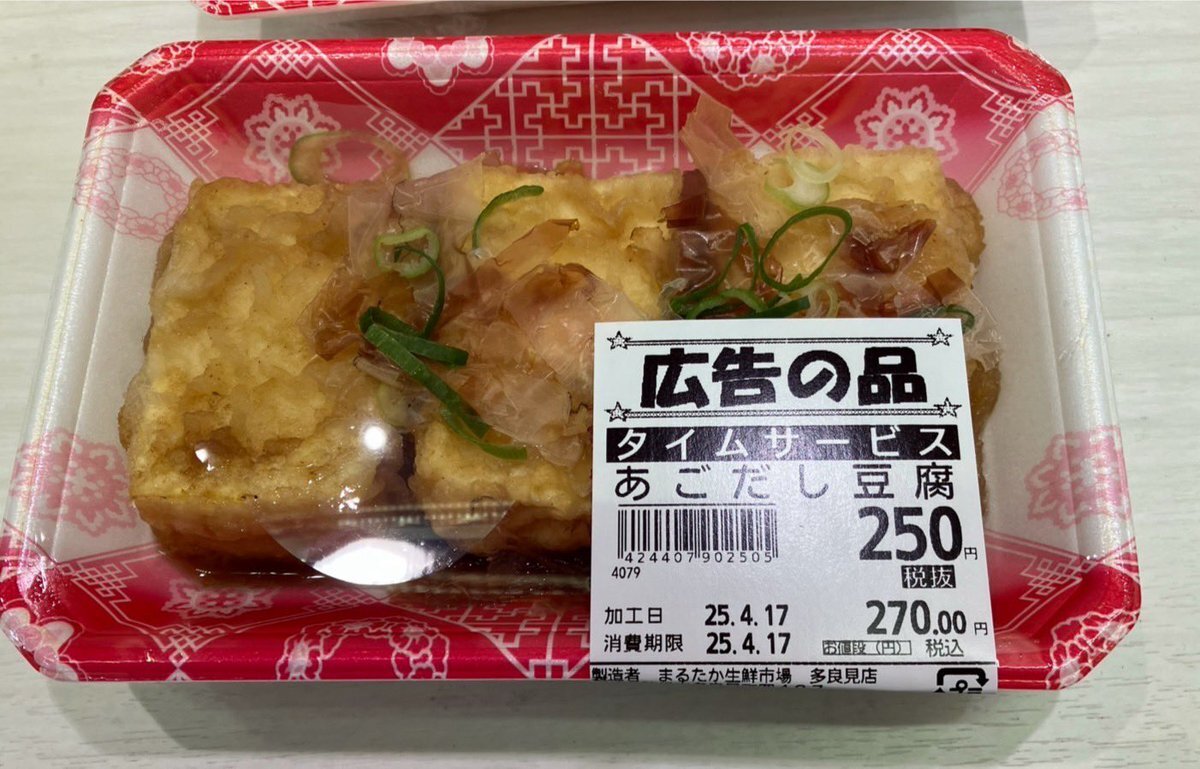 広告の品
タイムサービス
あごだし豆腐
250円
税抜
424407902505
4079
加工日 25.4.17
消費期限 25.4.17
270.00円
お値段(円) 税込
製造者 まるたか生鮮市場 多良見店
プラ